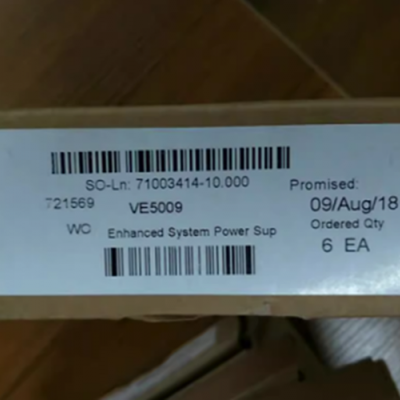 SO-Ln: 71003414-10.000
Promised:
721569 VE5009 09/Aug/18
WO Enhanced System Power Sup Ordered Qty
6 EA